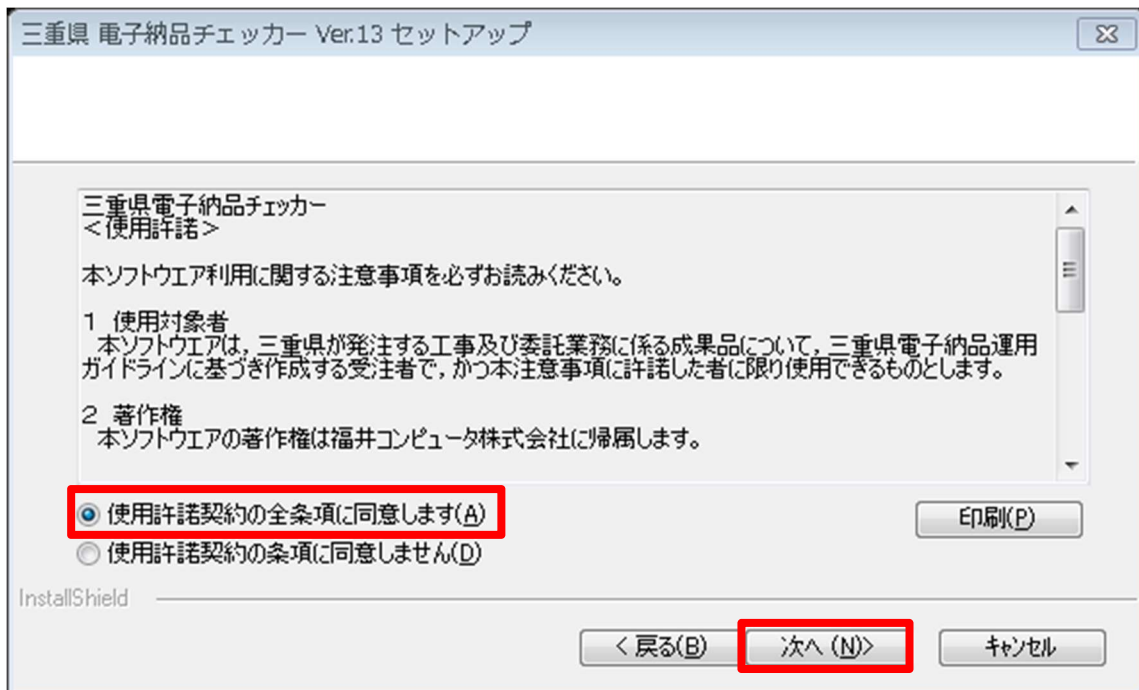 三重県 電子納品チェッカー Ver.13 セットアップ
三重県電子納品チェッカー
＜使用許諾＞
本ソフトウエア利用に関する注意事項を必ずお読みください。
１ 使用対象者
本ソフトウエアは，三重県が発注する工事及び委託業務に係る成果品について，三重県電子納品運用
ガイドラインに基づき作成する受注者で，かつ本注意事項に許諾した者に限り使用できるものとします。
２ 著作権
本ソフトウエアの著作権は福井コンピュータ株式会社に帰属します。
使用許諾契約の全条項に同意します(A)
印刷(P)
使用許諾契約の条項に同意しません(D)
InstallShield
< 戻る(B)
次へ (N)>
キャンセル